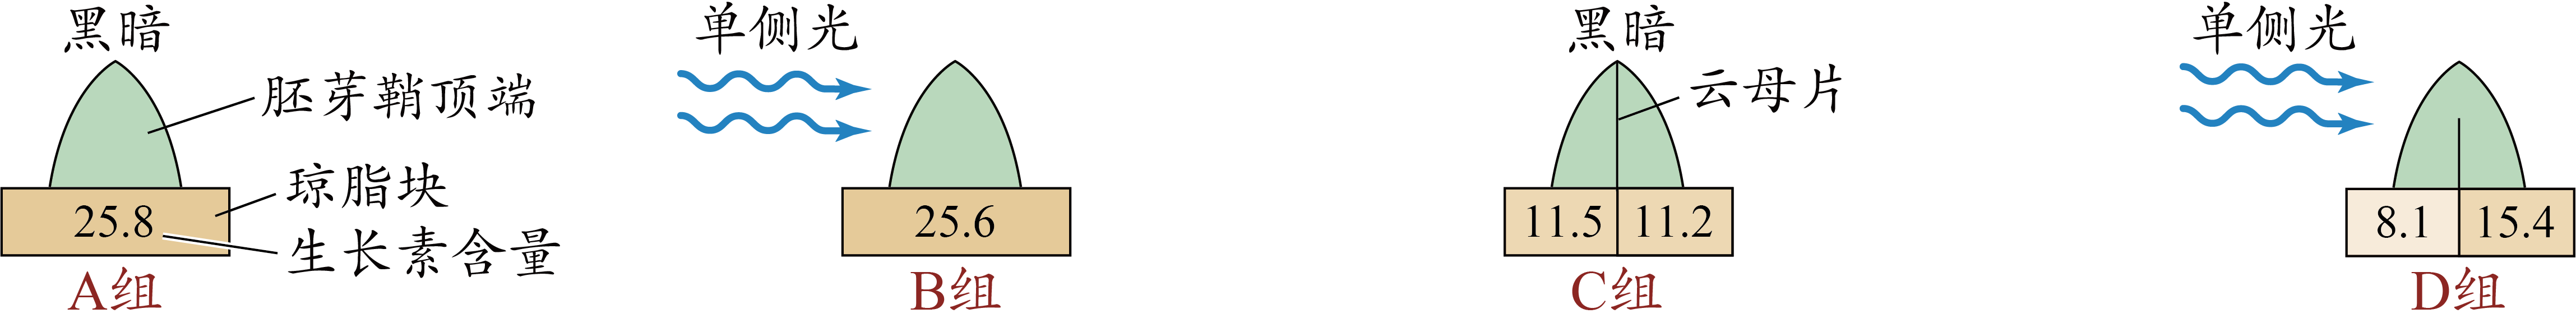 黑暗
胚芽鞘顶端
琼脂块
25.8
生长素含量
A组
单侧光
25.6
B组
黑暗
云母片
11.5 11.2
C组
单侧光
8.1 15.4
D组